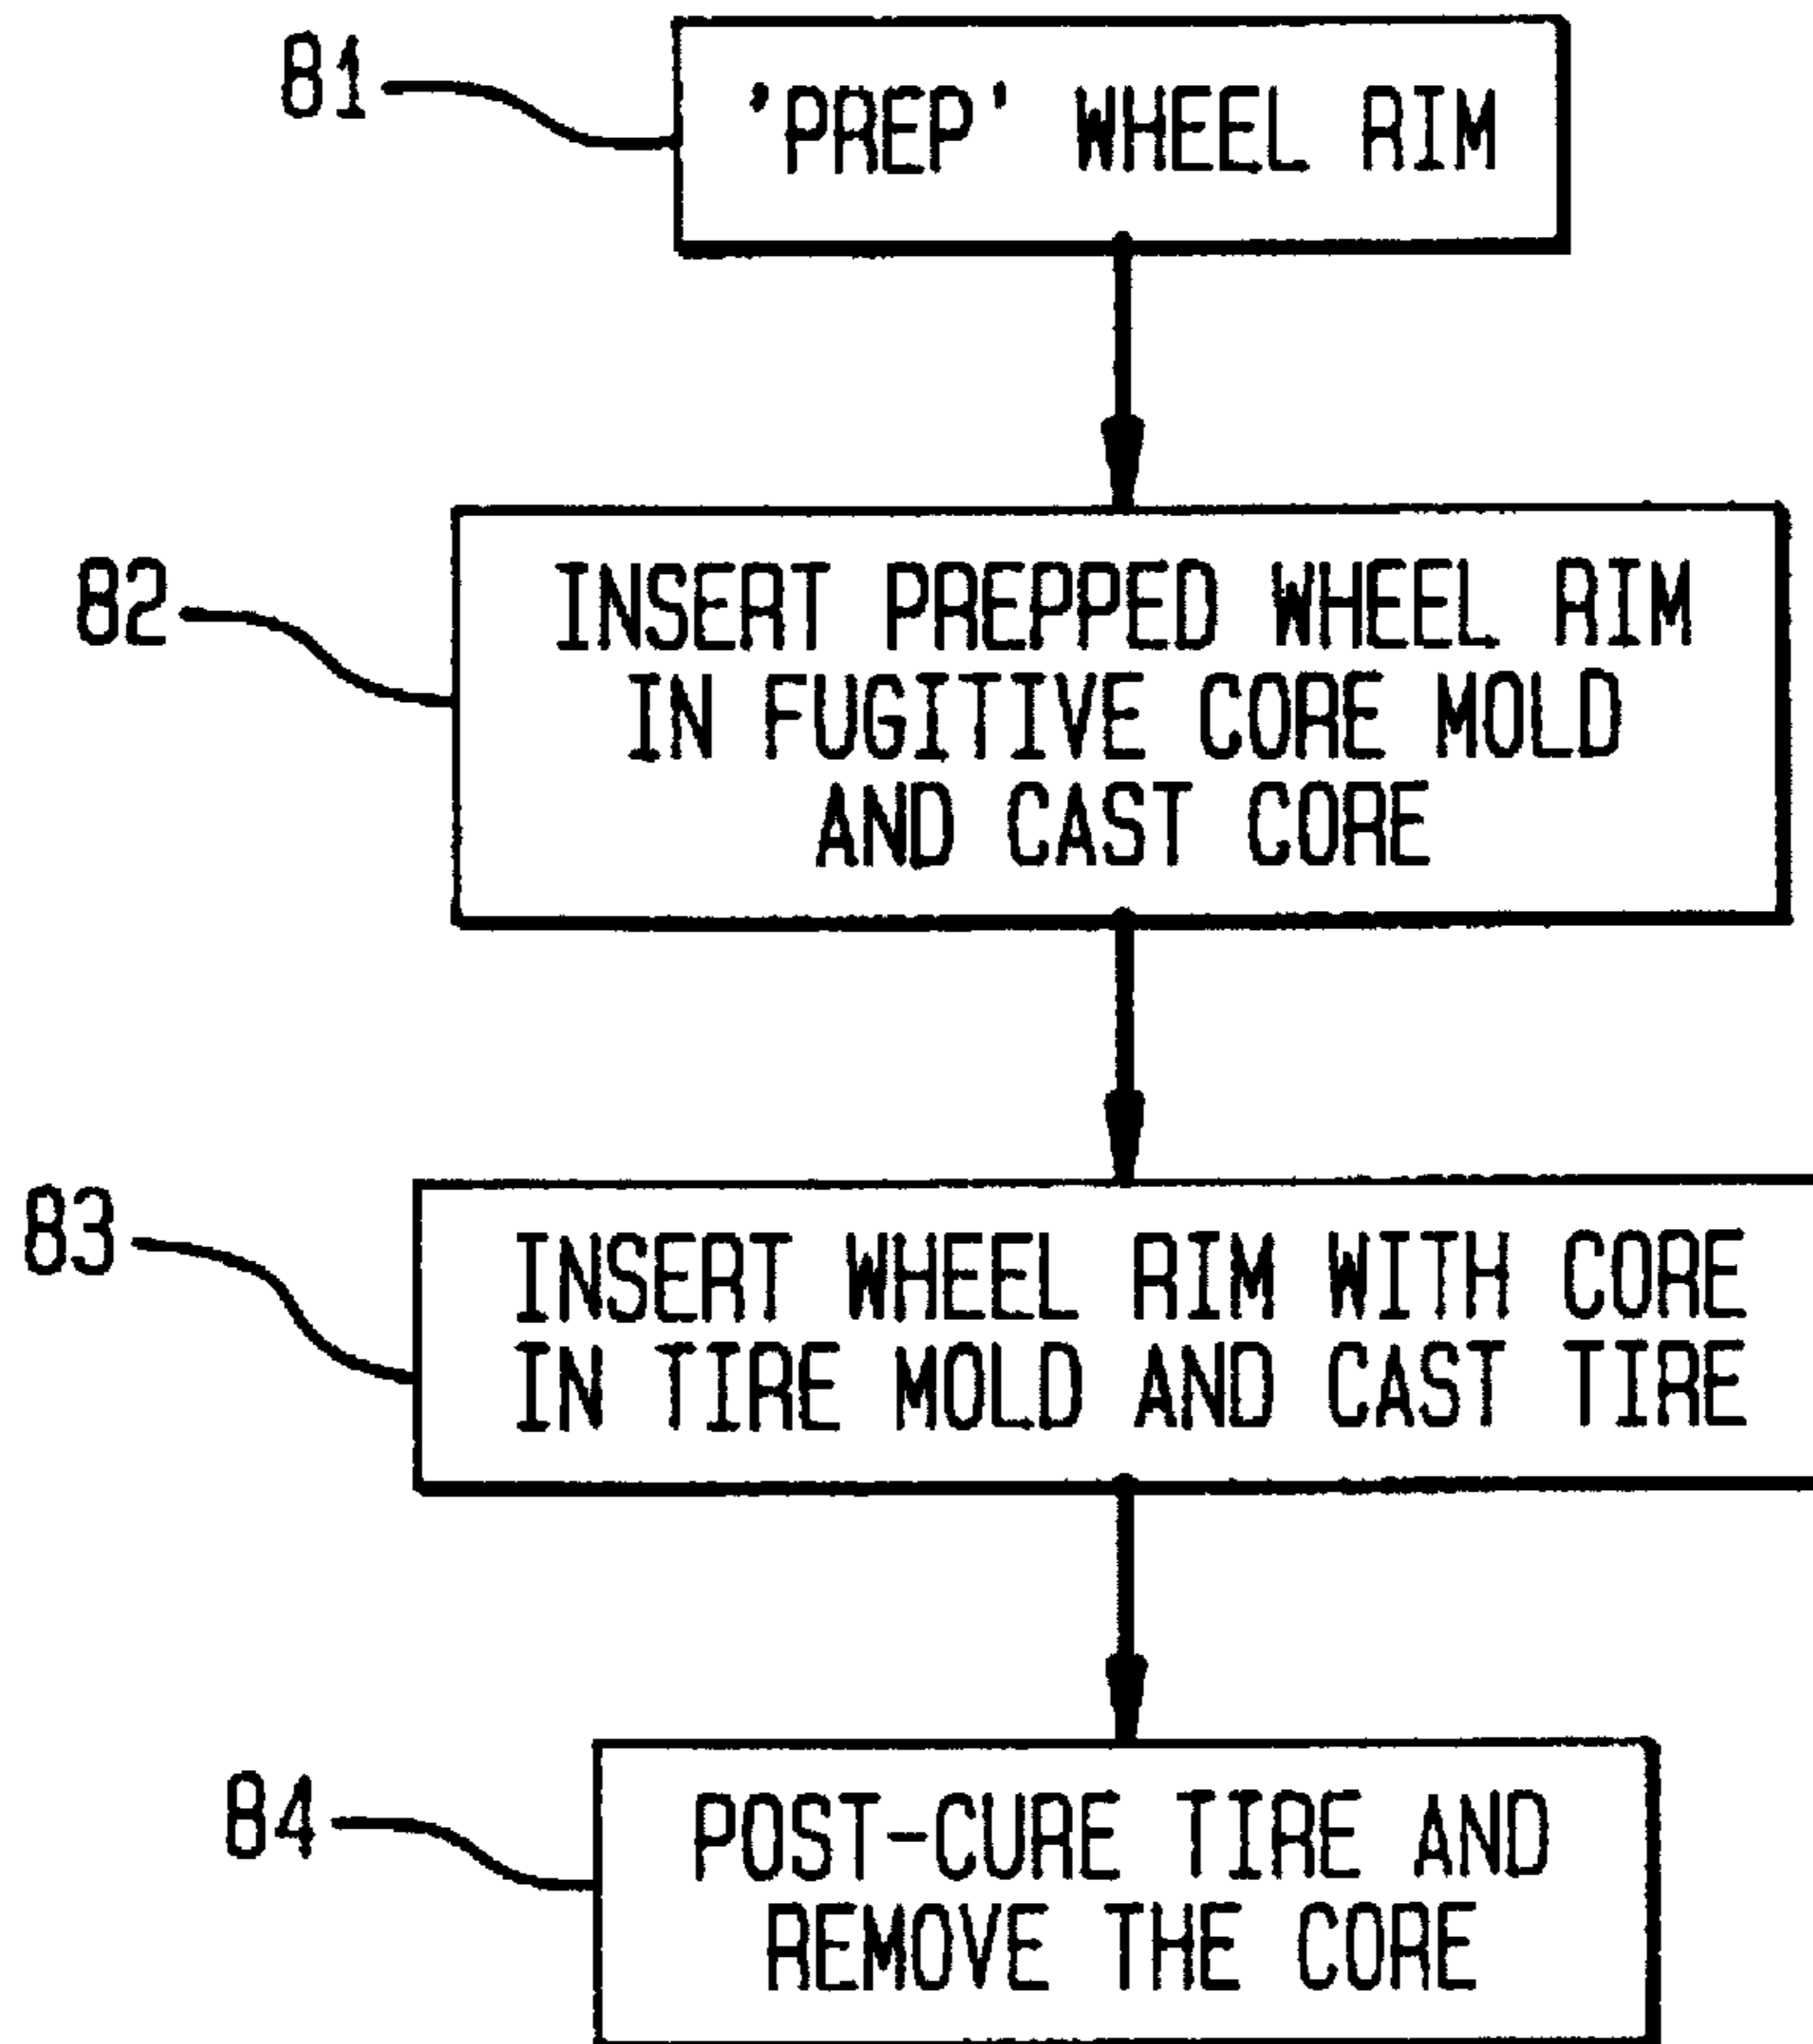 81
'PREP' WHEEL RIM
82
INSERT PREPPED WHEEL RIM
IN FUGITIVE CORE MOLD
AND CAST CORE
83
INSERT WHEEL RIM WITH CORE
IN TIRE MOLD AND CAST TIRE
84
POST-CURE TIRE AND
REMOVE THE CORE